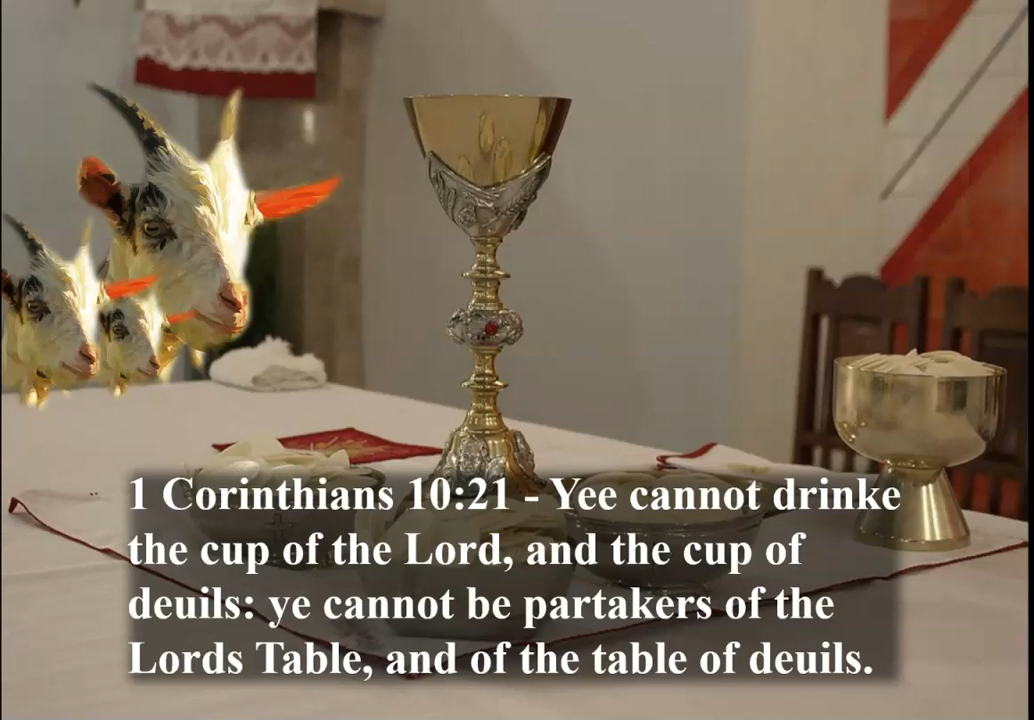 1 Corinthians 10:21 - Yee cannot drinke
the cup of the Lord, and the cup of
deuils: ye cannot be partakers of the
Lords Table, and of the table of deuils.